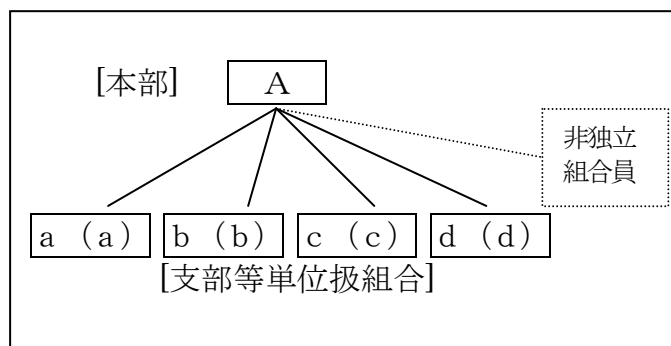 [本部]
A
非独立
組合員
a （a）
b （b）
c （c）
d （d）
[支部等単位扱組合]